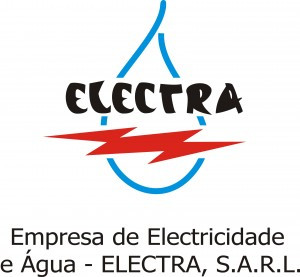 ELECTRA
Empresa de Electricidade
e Água - ELECTRA, S.A.R.L.